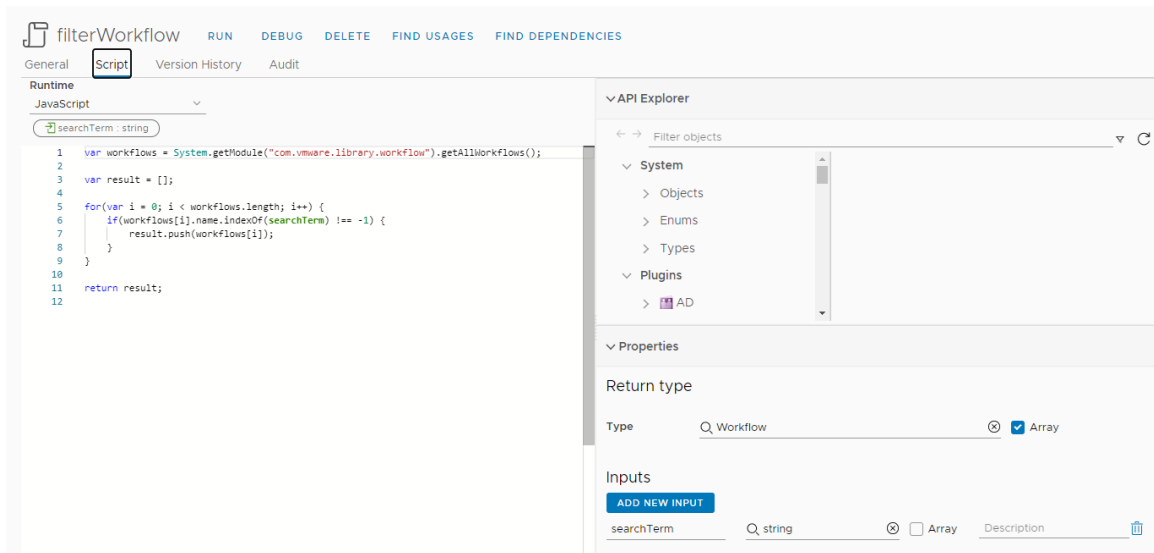 filterWorkflow RUN DEBUG DELETE FIND USAGES FIND DEPENDENCIES
General Script Version History Audit
Runtime
JavaScript
searchTerm : string
1 var workflows = System.getModule("com.vmware.library.workflow").getAllWorkflows();
2
3 var result = [];
4
5 for(var i = 0; i < workflows.length; i++) {
6 if(workflows[i].name.indexOf(searchTerm) !== -1) {
7 result.push(workflows[i]);
8 }
9 }
10
11 return result;
12
API Explorer
Filter objects
System
Objects
Enums
Types
Plugins
AD
Properties
Return type
Type Workflow Array
Inputs
ADD NEW INPUT
searchTerm string Array Description